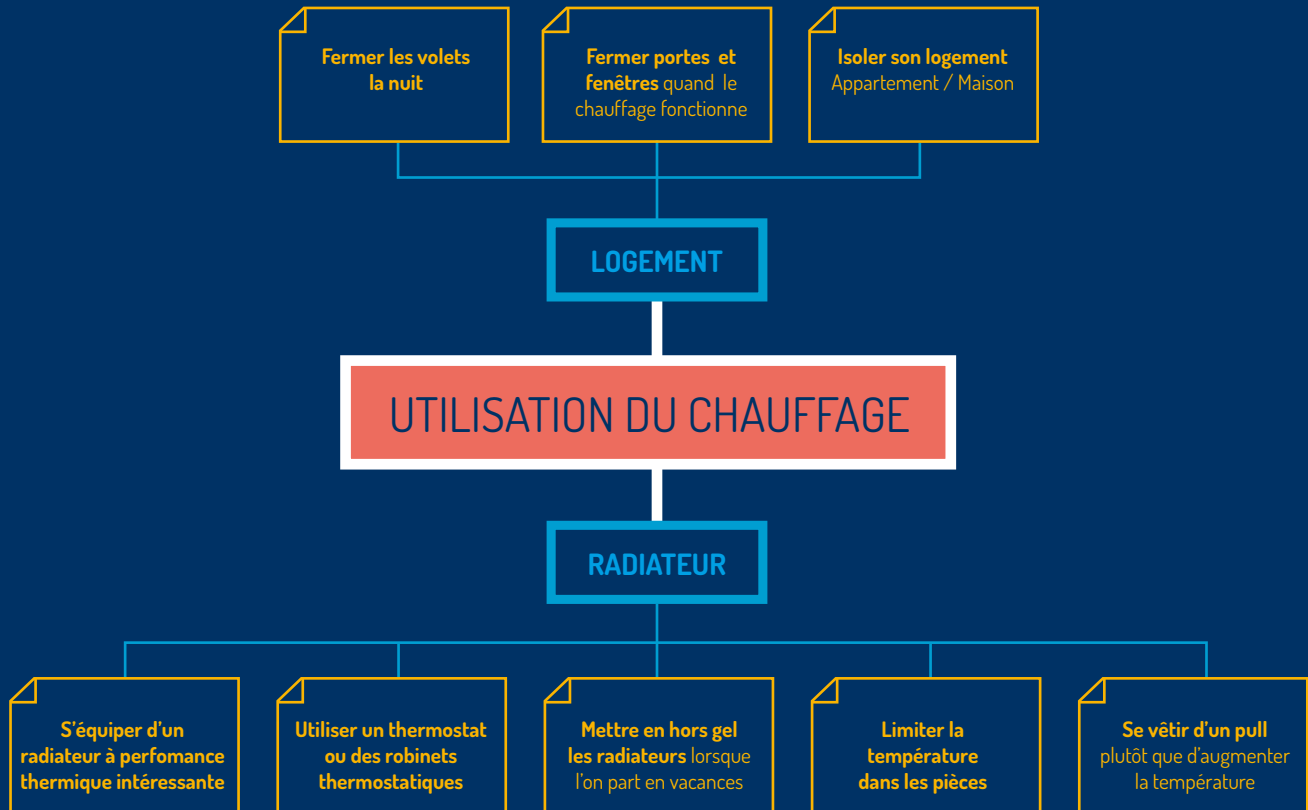 Fermer les volets
la nuit
Fermer portes et
fenêtres quand le
chauffage fonctionne
Isoler son logement
Appartement / Maison
LOGEMENT
UTILISATION DU CHAUFFAGE
RADIATEUR
S'équiper d'un
radiateur à perfomance
thermique intéressante
Utiliser un thermostat
ou des robinets
thermostatiques
Mettre en hors gel
les radiateurs lorsque
l'on part en vacances
Limiter la
température
dans les pièces
Se vêtir d'un pull
plutôt que d'augmenter
la température